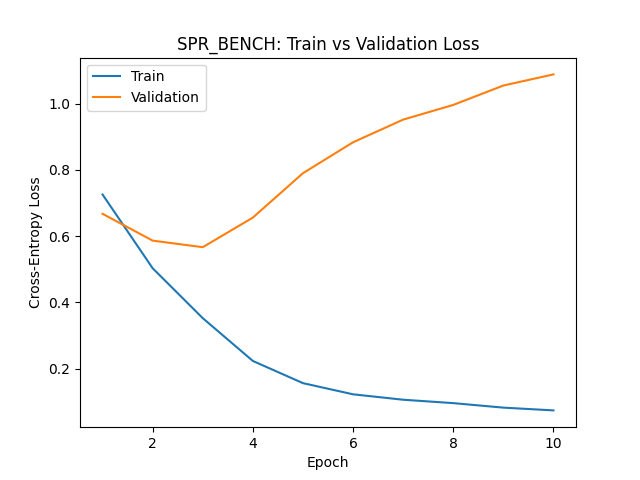 SPR_BENCH: Train vs Validation Loss
Train
Validation
Cross-Entropy Loss
1.0
0.8
0.6
0.4
0.2
2 4 6 8 10
Epoch